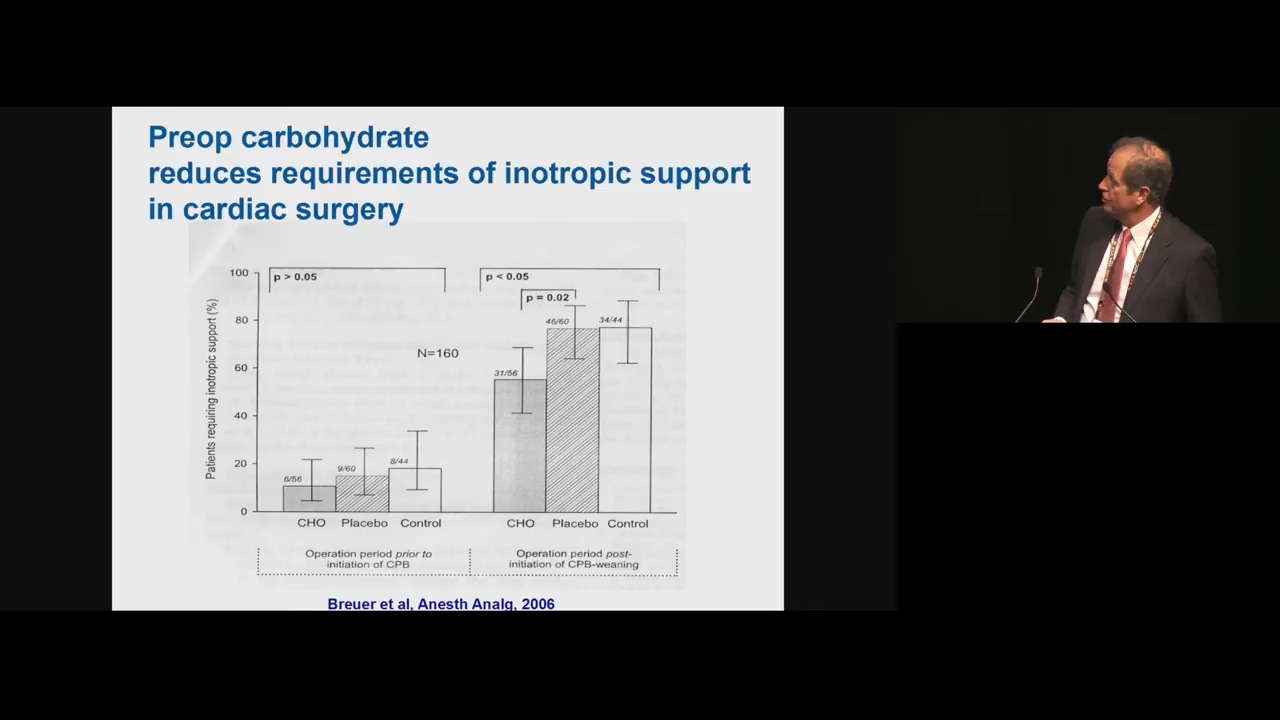 Preop carbohydrate
reduces requirements of inotropic support
in cardiac surgery
Patients requiring inotropic support (%)
100
80
60
40
20
0
p > 0.05
p < 0.05
p = 0.02
N=160
6/56
9/60
8/44
31/56
46/60
34/44
CHO Placebo Control
CHO Placebo Control
Operation period prior to
initiation of CPB
Operation period post-
initiation of CPB-weaning
Breuer et al, Anesth Analg, 2006